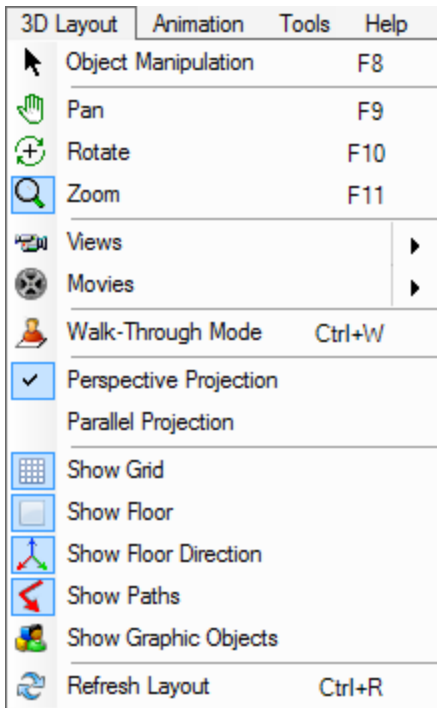 3D Layout Animation Tools Help
Object Manipulation F8
Pan F9
Rotate F10
Zoom F11
Views
Movies
Walk-Through Mode Ctrl+W
Perspective Projection
Parallel Projection
Show Grid
Show Floor
Show Floor Direction
Show Paths
Show Graphic Objects
Refresh Layout Ctrl+R